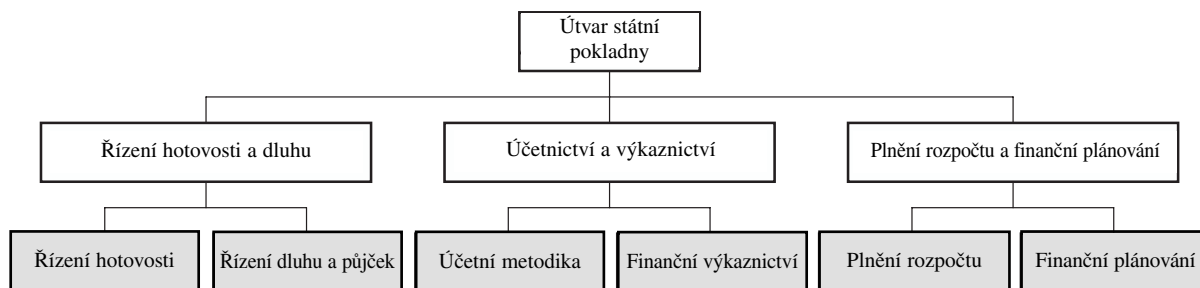 Útvar státní
pokladny
Řízení hotovosti a dluhu
Účetnictví a výkaznictví
Plnění rozpočtu a finanční plánování
Řízení hotovosti
Řízení dluhu a půjček
Účetní metodika
Finanční výkaznictví
Plnění rozpočtu
Finanční plánování